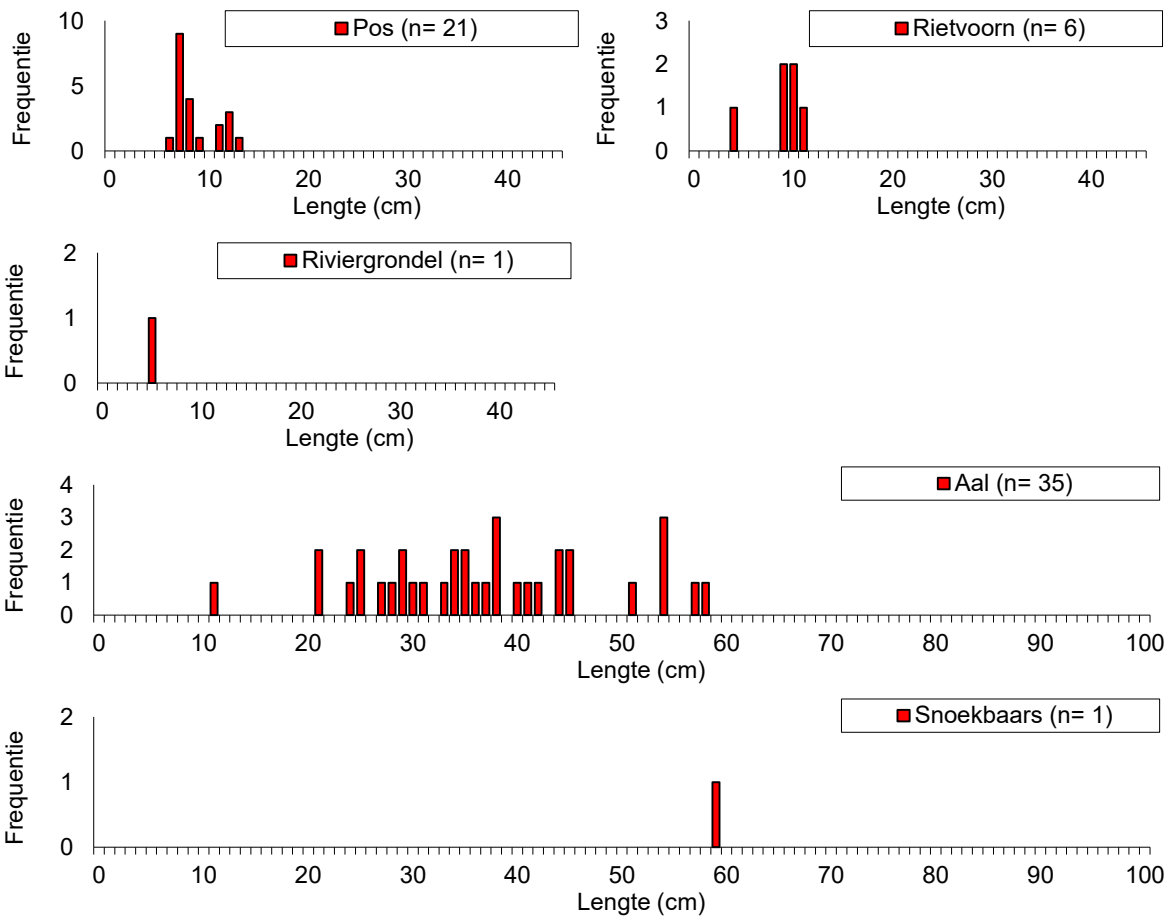 Pos (n= 21)
Frequentie
10
5
0
0 10 20 30 40
Lengte (cm)
Rietvoorn (n= 6)
Frequentie
3
2
1
0
0 10 20 30 40
Lengte (cm)
Riviergrondel (n= 1)
Frequentie
2
1
0
0 10 20 30 40
Lengte (cm)
Aal (n= 35)
Frequentie
4
3
2
1
0
0 10 20 30 40 50 60 70 80 90 100
Lengte (cm)
Snoekbaars (n= 1)
Frequentie
2
1
0
0 10 20 30 40 50 60 70 80 90 100
Lengte (cm)